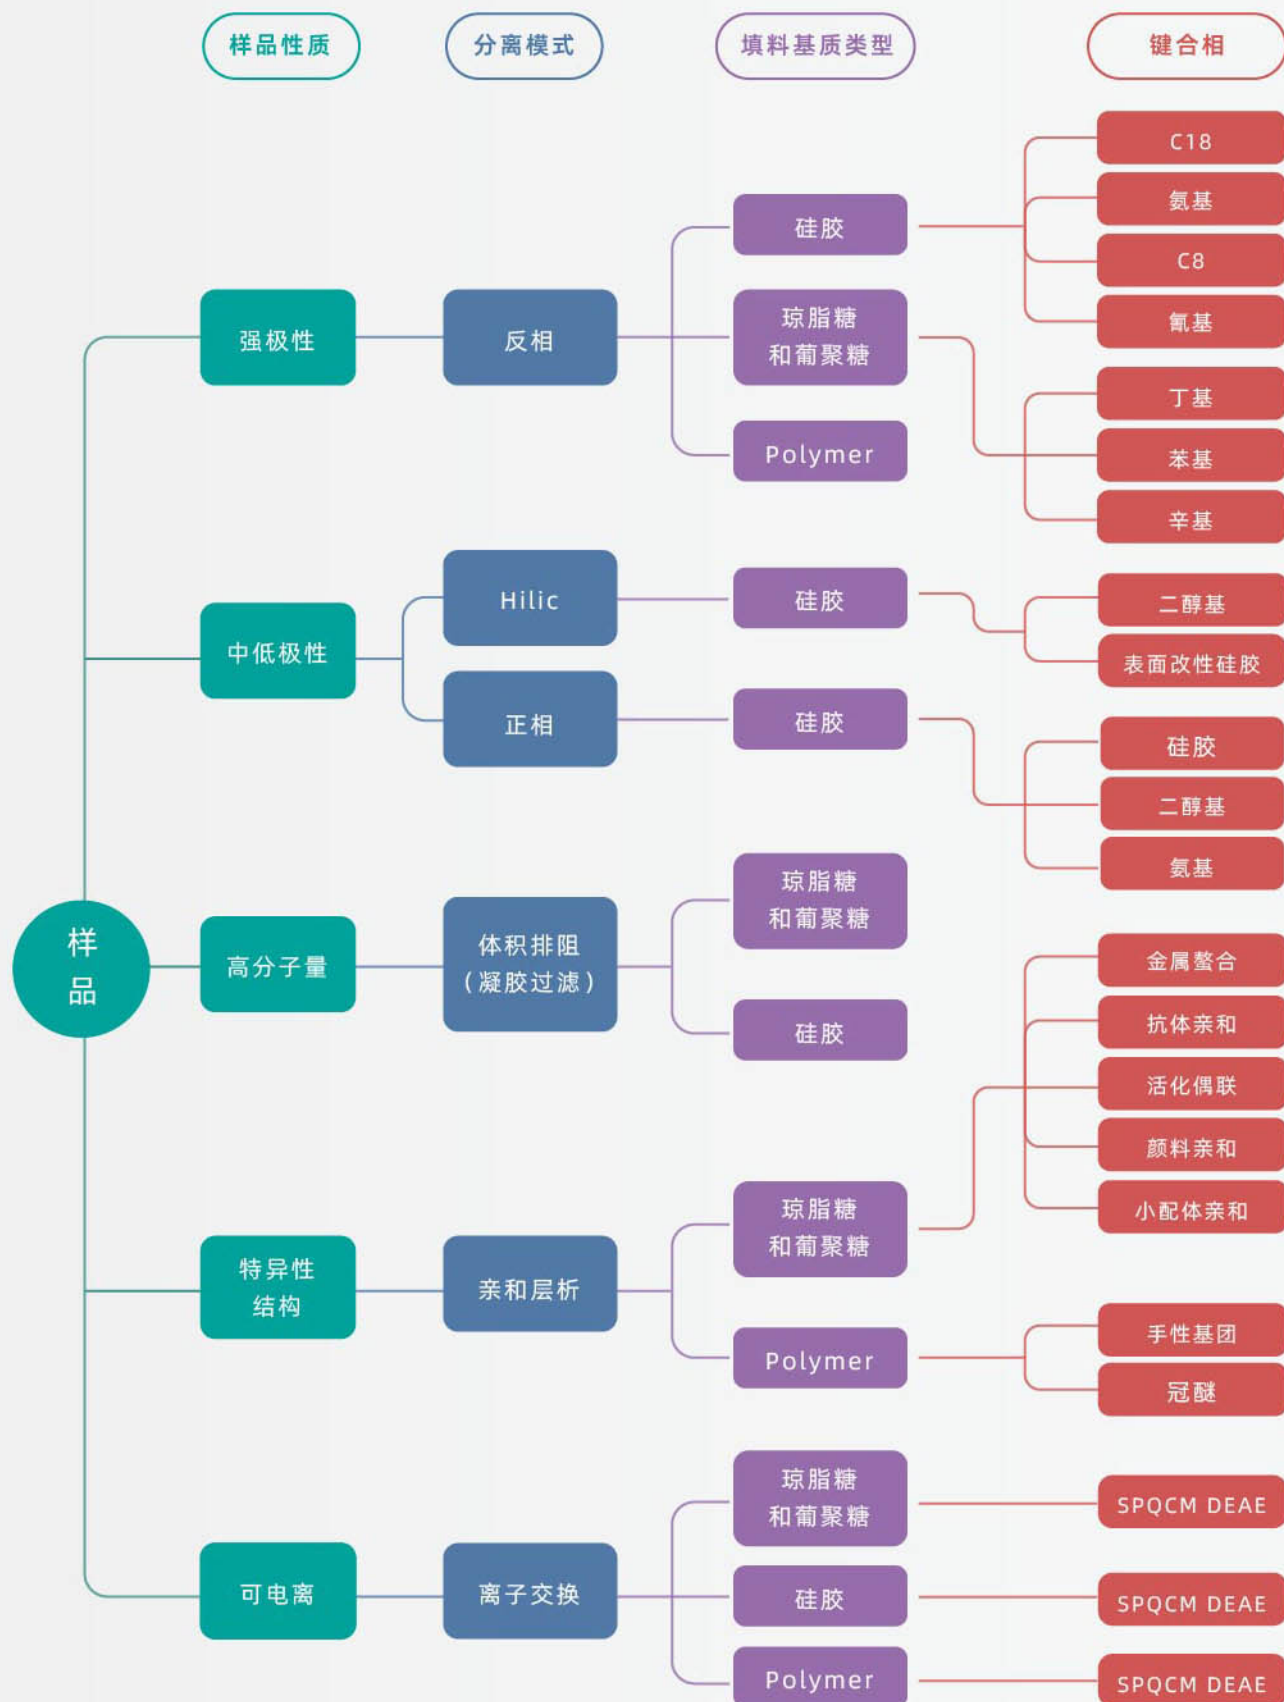 样品性质
分离模式
填料基质类型
键合相
样
品
强极性
反相
硅胶
C18
氨基
C8
氰基
琼脂糖
和葡聚糖
丁基
苯基
辛基
Polymer
中低极性
Hilic
硅胶
二醇基
表面改性硅胶
正相
硅胶
硅胶
二醇基
氨基
高分子量
体积排阻
(凝胶过滤)
琼脂糖
和葡聚糖
硅胶
特异性
结构
亲和层析
琼脂糖
和葡聚糖
金属螯合
抗体亲和
活化偶联
颜料亲和
小配体亲和
Polymer
手性基团
冠醚
可电离
离子交换
琼脂糖
和葡聚糖
SPQCM DEAE
硅胶
SPQCM DEAE
Polymer
SPQCM DEAE